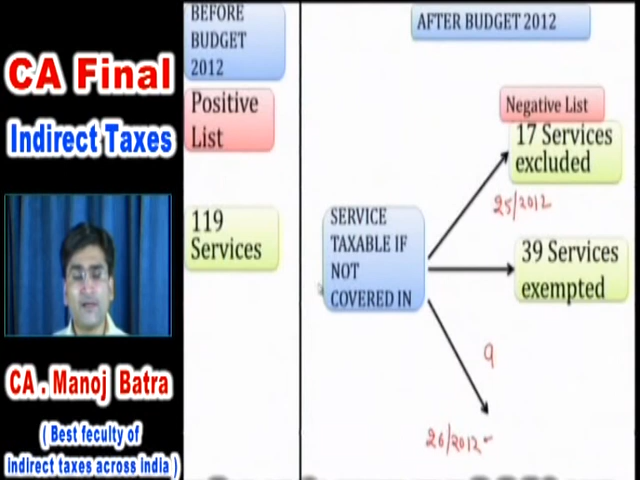 CA Final
Indirect Taxes
CA . Manoj Batra
( Best feculty of
indirect taxes across india )
BEFORE
BUDGET
2012
Positive
List
119
Services
AFTER BUDGET 2012
Negative List
17 Services
excluded
25/2012
SERVICE
TAXABLE IF
NOT
COVERED IN
39 Services
exempted
9
26/2012